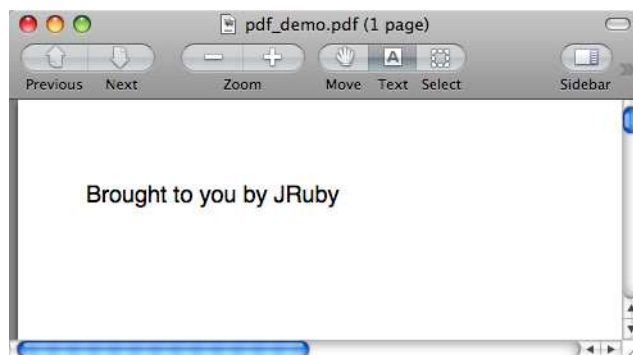 pdf_demo.pdf (1 page)
Previous Next Zoom Move Text Select Sidebar
Brought to you by JRuby